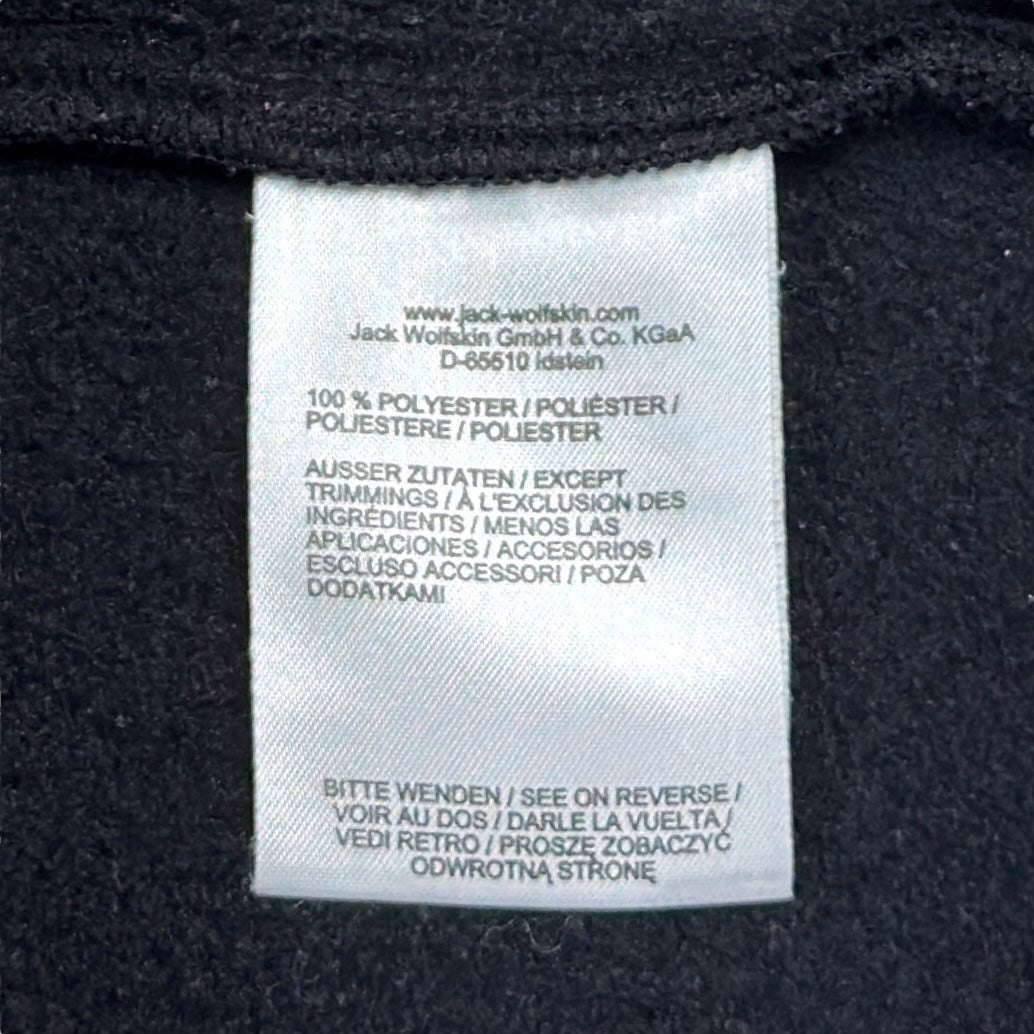 www.jack-wolfskin.com
Jack Wolfskin GmbH & Co. KGaA
D-65510 Idstein
100 % POLYESTER / POLIÉSTER /
POLIESTERE / POLIESTER
AUSSER ZUTATEN / EXCEPT
TRIMMINGS / À L'EXCLUSION DES
INGRÉDIENTS / MENOS LAS
APLICACIONES / ACCESORIOS /
ESCLUSO ACCESSORI / POZA
DODATKAMI
BITTE WENDEN / SEE ON REVERSE /
VOIR AU DOS / DARLE LA VUELTA /
VEDI RETRO / PROSZĘ ZOBACZYĆ
ODWROTNĄ STRONĘ